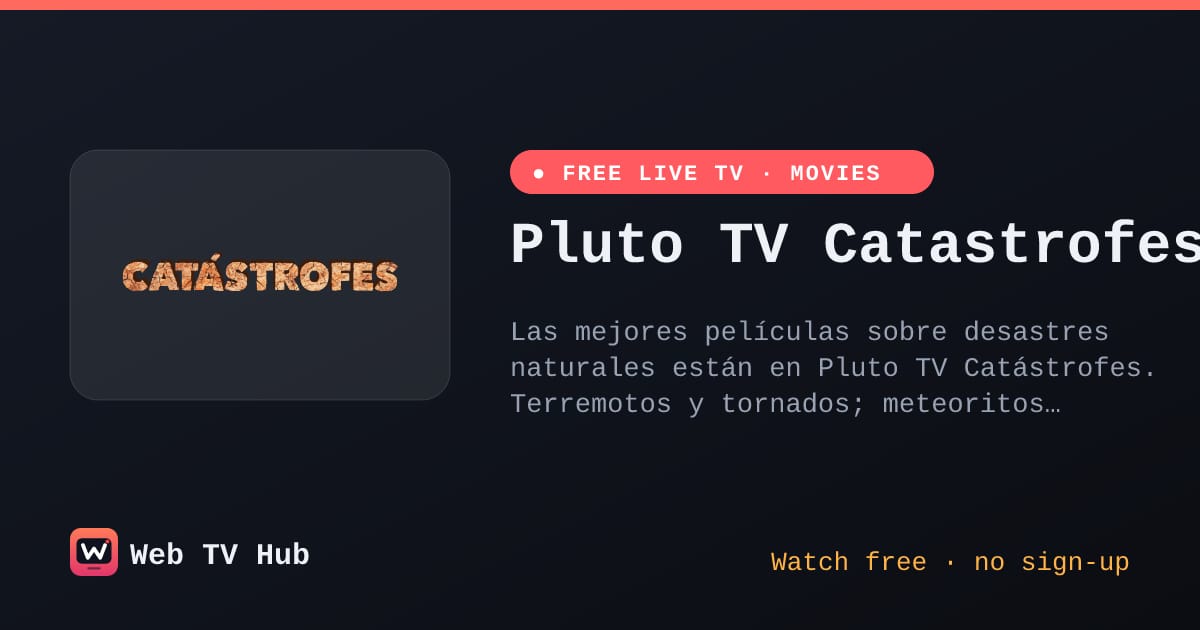 CATÁSTROFES
● FREE LIVE TV · MOVIES
Pluto TV Catastrofes
Las mejores películas sobre desastres
naturales están en Pluto TV Catástrofes.
Terremotos y tornados; meteoritos…
W
Web TV Hub
Watch free · no sign-up